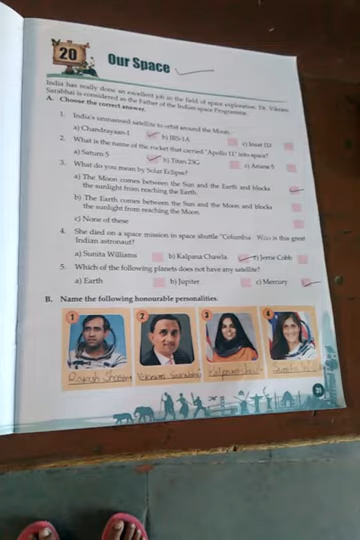 20
Our Space
India has really done an excellent job in the field of space exploration. Dr. Vikram
Sarabhai is considered as the Father of the Indian space Programme.
A. Choose the correct answer.
1. India's unmanned satellite to orbit around the Moon.
a) Chandrayaan-1 b) IRS-1A c) Insat 1D
2. What is the name of the rocket that carried "Apollo 11" into space?
a) Saturn 5 b) Titan 23G c) Ariane 5
3. What do you mean by Solar Eclipse?
a) The Moon comes between the Sun and the Earth and blocks
the sunlight from reaching the Earth.
b) The Earth comes between the Sun and the Moon and blocks
the sunlight from reaching the Moon.
c) None of these
4. She died on a space mission in space shuttle "Columbia. Who is this great
Indian astronaut?
a) Sunita Williams b) Kalpana Chawla c) Jerrie Cobb
5. Which of the following planets does not have any satellite?
a) Earth b) Jupiter c) Mercury
B. Name the following honourable personalities.
1 2 3 4
31